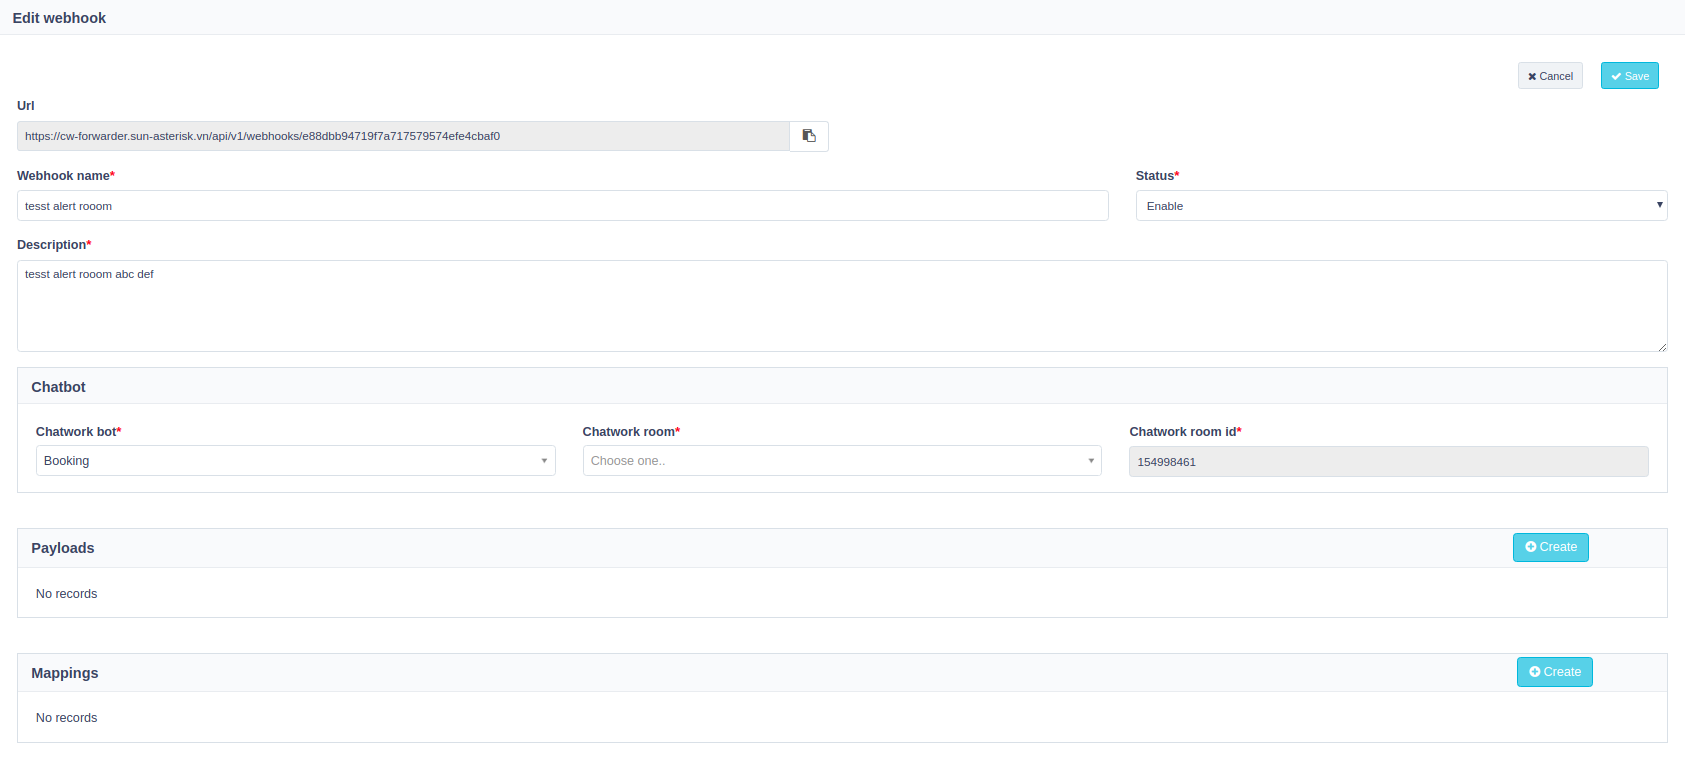 Edit webhook
Cancel
Save
Url
https://cw-forwarder.sun-asterisk.vn/api/v1/webhooks/e88dbb94719f7a717579574efe4cbaf0
Webhook name*
Status*
tesst alert rooom
Enable
Description*
tesst alert rooom abc def
Chatbot
Chatwork bot*
Chatwork room*
Chatwork room id*
Booking
Choose one..
154998461
Payloads
Create
No records
Mappings
Create
No records